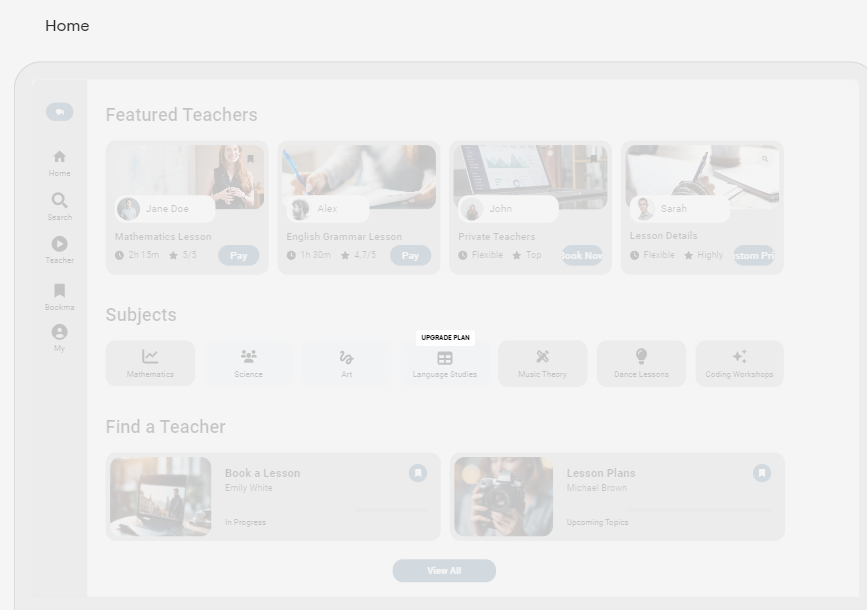 Home
Featured Teachers
Home
Search
Teacher
Bookma
My
Jane Doe
Mathematics Lesson
2h 15m
5/5
Pay
Alex
English Grammar Lesson
1h 30m
4.7/5
Pay
John
Private Teachers
Flexible
Top
Book Now
Sarah
Lesson Details
Flexible
Highly
stom Pri
Subjects
UPGRADE PLAN
Mathematics
Science
Art
Language Studies
Music Theory
Dance Lessons
Coding Workshops
Find a Teacher
Book a Lesson
Emily White
In Progress
Lesson Plans
Michael Brown
Upcoming Topics
View All